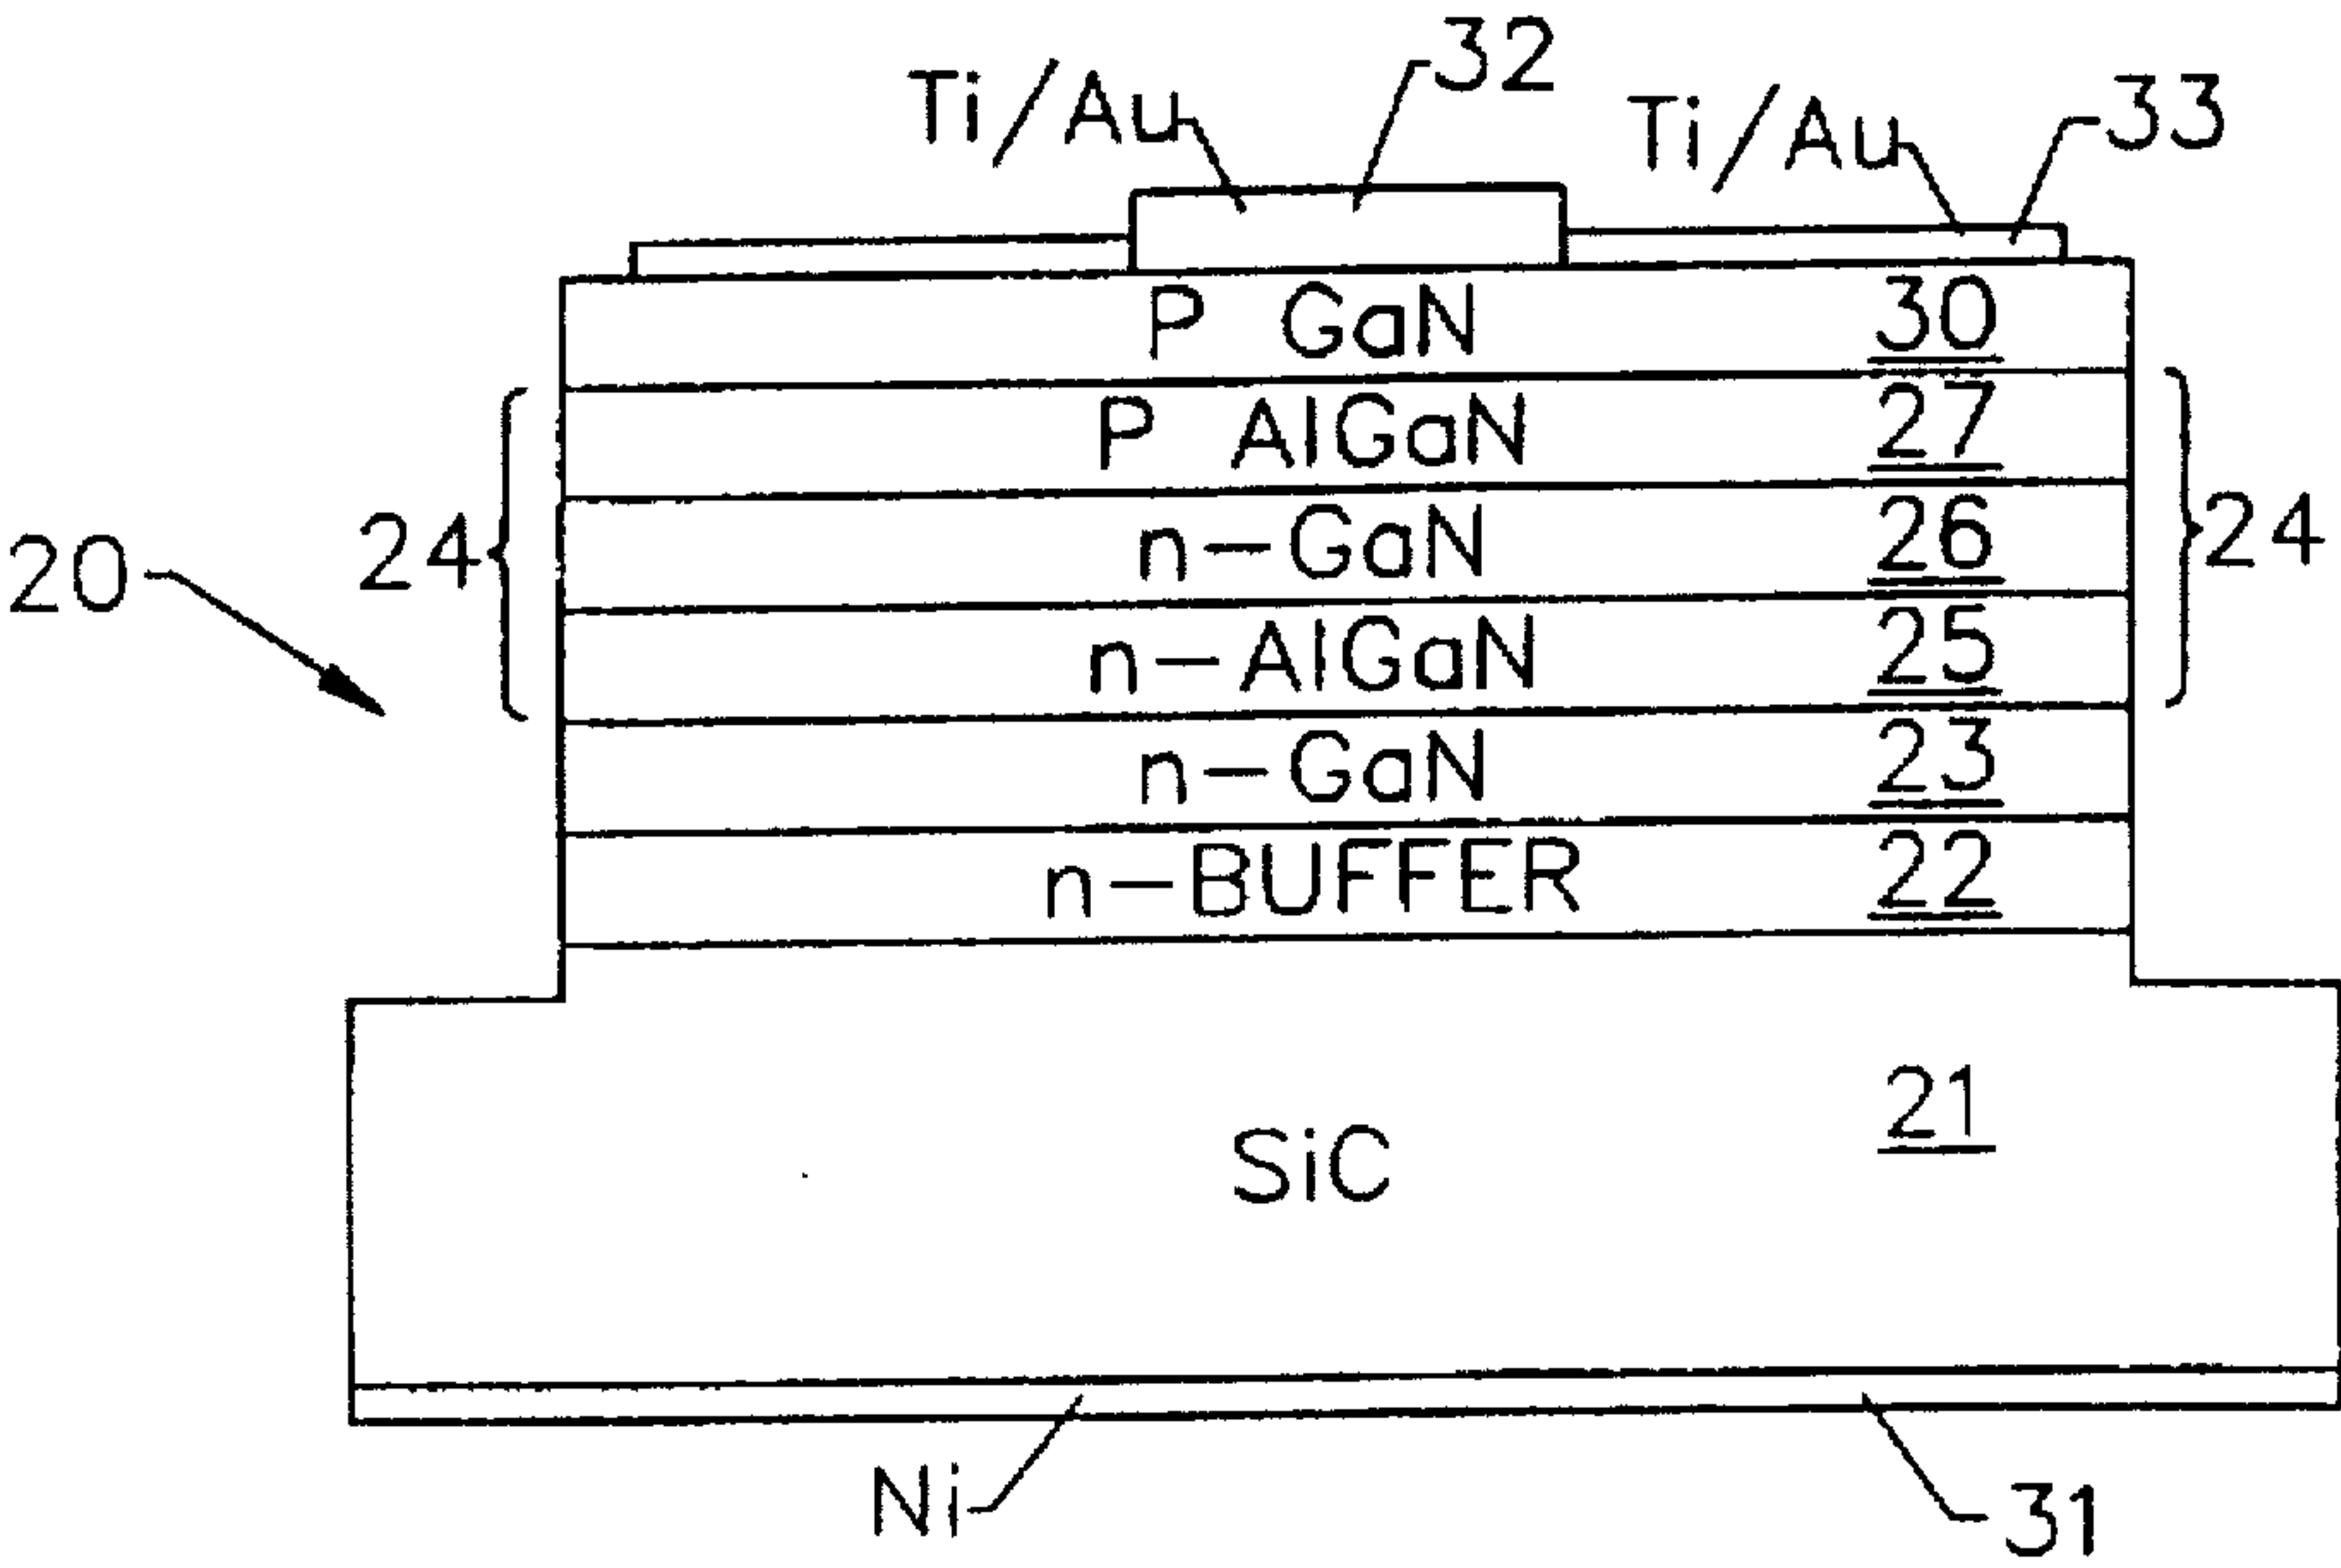 Ti/Au 32
Ti/Au 33
P GaN 30
P AlGaN 27
n-GaN 26
20 24 24
n-AlGaN 25
n-GaN 23
n-BUFFER 22
21
SiC
Ni 31